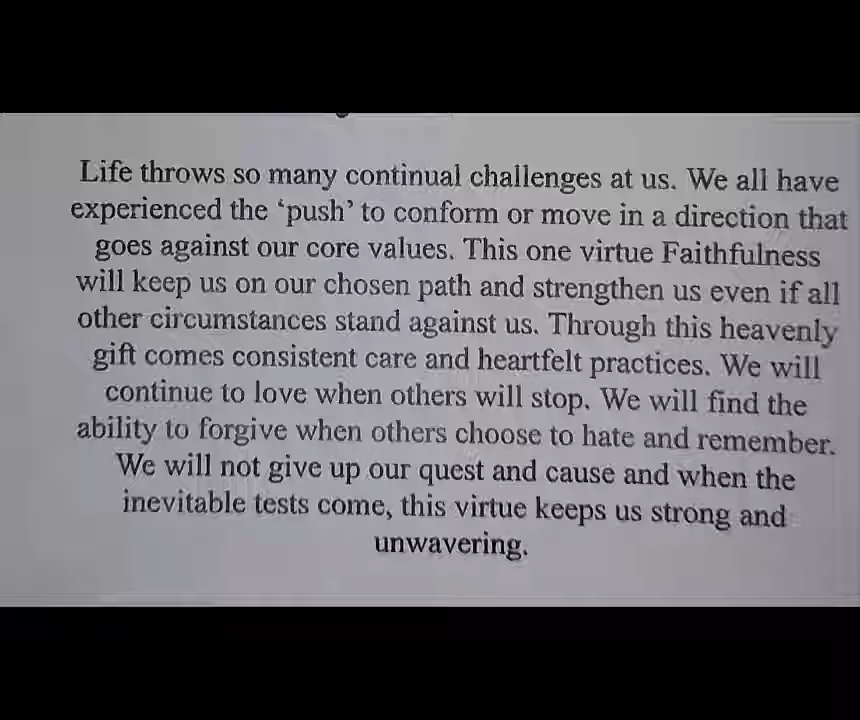 Life throws so many continual challenges at us. We all have
experienced the ‘push’ to conform or move in a direction that
goes against our core values. This one virtue Faithfulness
will keep us on our chosen path and strengthen us even if all
other circumstances stand against us. Through this heavenly
gift comes consistent care and heartfelt practices. We will
continue to love when others will stop. We will find the
ability to forgive when others choose to hate and remember.
We will not give up our quest and cause and when the
inevitable tests come, this virtue keeps us strong and
unwavering.